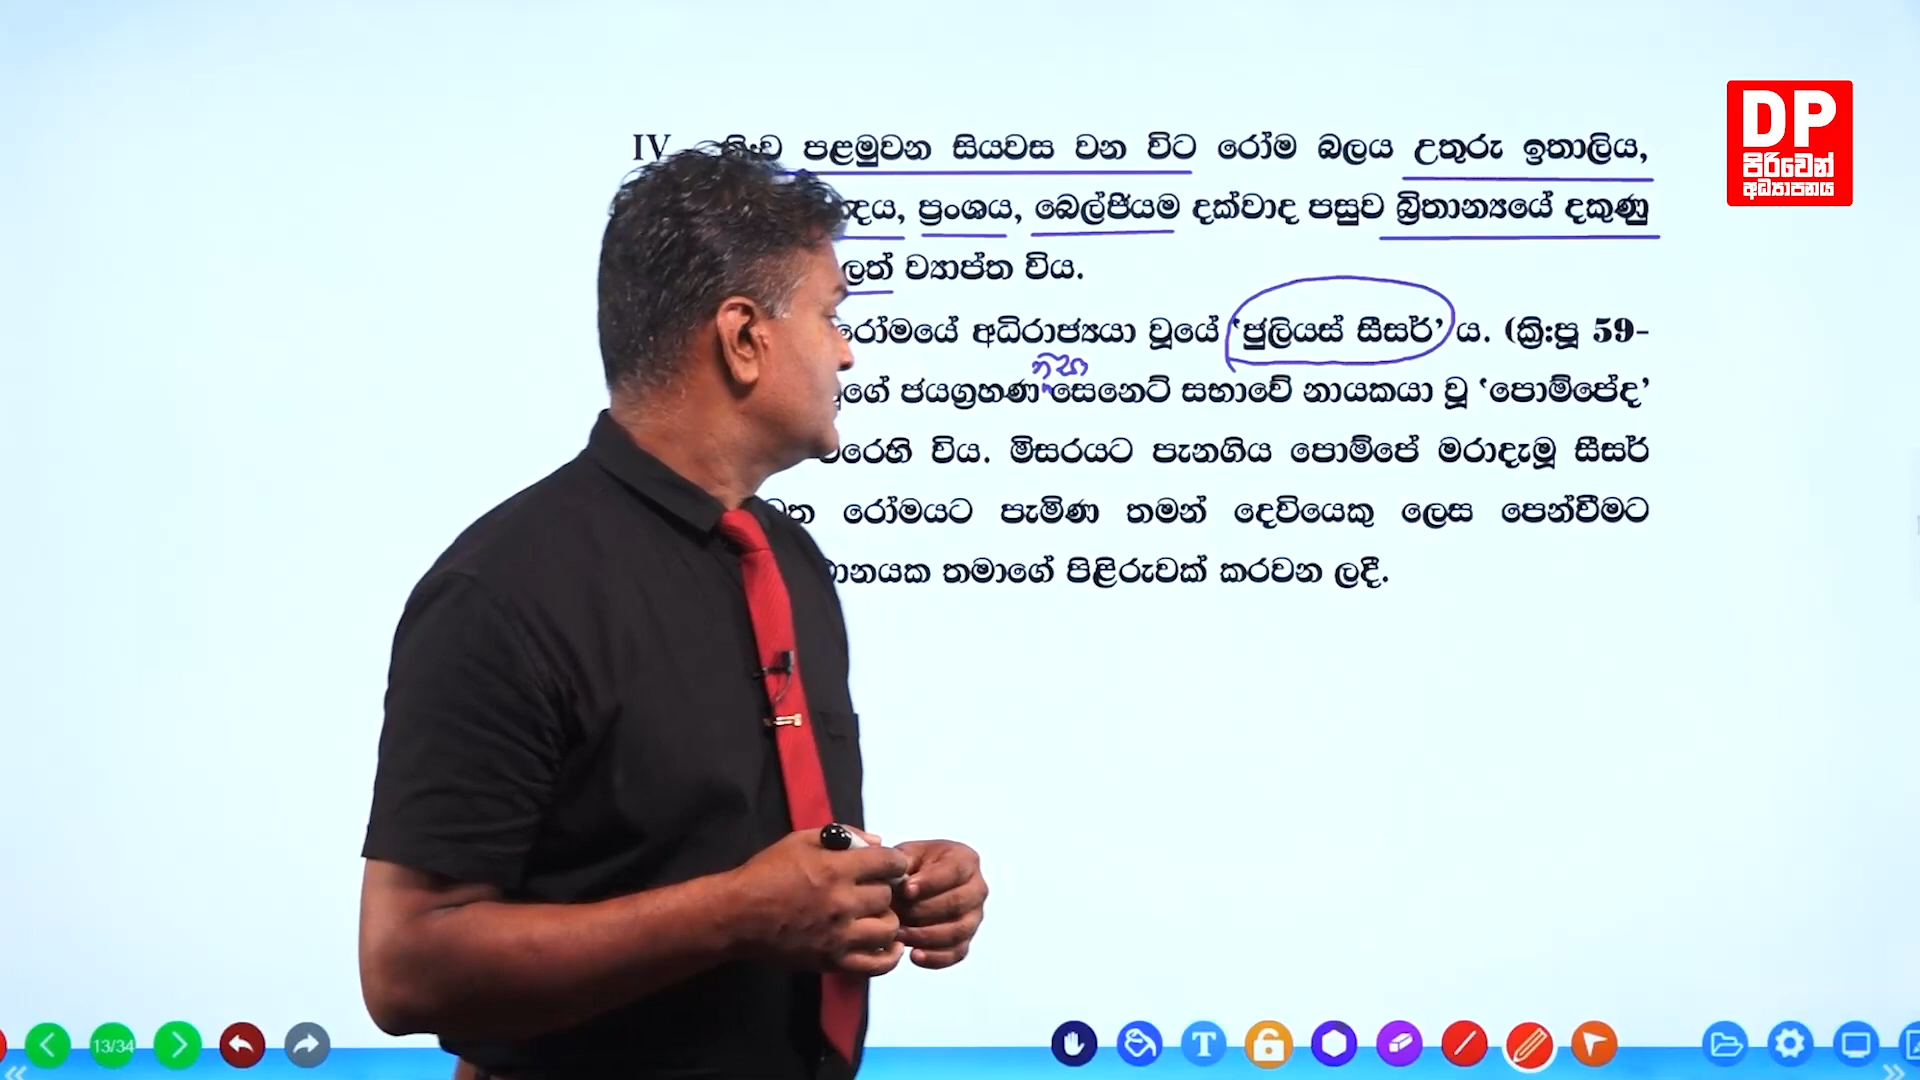 DP
පිරිවෙන්
අධ්‍යාපනය
IV ක්‍රි:ව පළමුවන සියවස වන විට රෝම බලය උතුරු ඉතාලිය,
ප්‍රංශය, බෙල්ජියම දක්වාද පසුව බ්‍රිතාන්‍යයේ දකුණු
ව්‍යාප්ත විය.
රෝමයේ අධිරාජ්‍යයා වූයේ ‘ජුලියස් සීසර්’ ය. (ක්‍රි:පූ 59-
නිසා
ජයග්‍රහණ සෙනෙට් සභාවේ නායකයා වූ ‘පොම්පේද’
විය. මිසරයට පැනගිය පොම්පේ මරාදැමූ සීසර්
රෝමයට පැමිණ තමන් දෙවියෙකු ලෙස පෙන්වීමට
තමාගේ පිළිරුවක් කරවන ලදී.
13/34
T